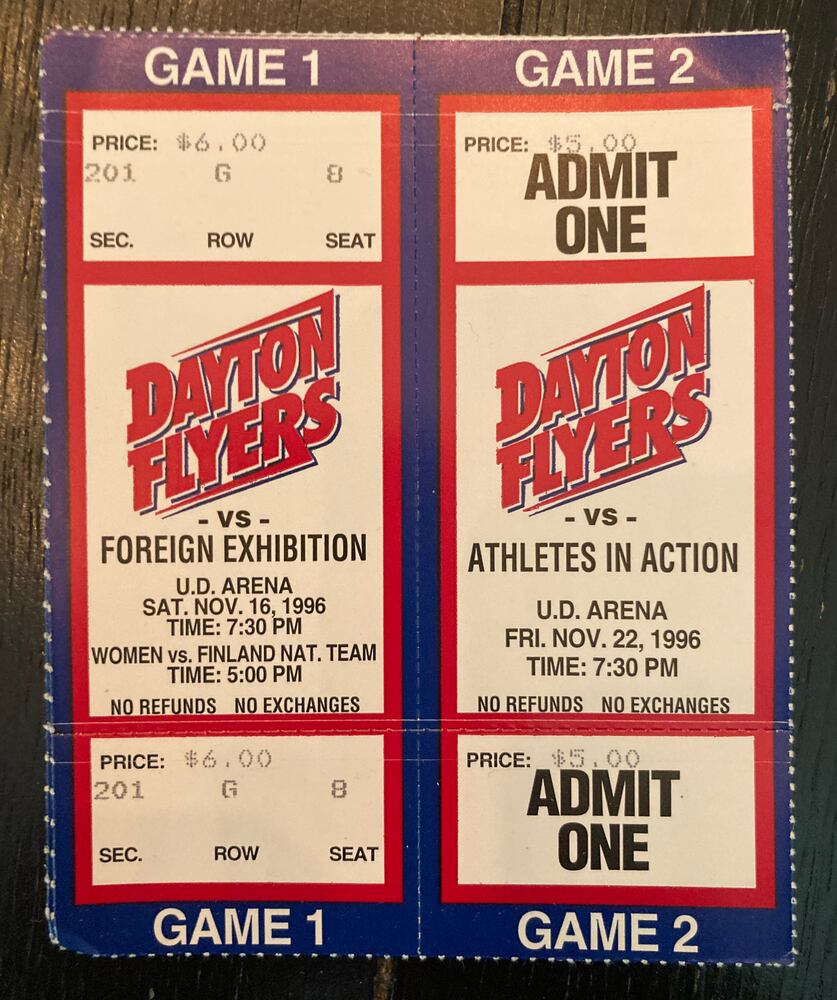 GAME 1
PRICE: $6.00
201 G 8
SEC. ROW SEAT
DAYTON
FLYERS
- VS -
FOREIGN EXHIBITION
U.D. ARENA
SAT. NOV. 16, 1996
TIME: 7:30 PM
WOMEN vs. FINLAND NAT. TEAM
TIME: 5:00 PM
NO REFUNDS NO EXCHANGES
PRICE: $6.00
201 G 8
SEC. ROW SEAT
GAME 1
GAME 2
PRICE: $5.00
ADMIT
ONE
DAYTON
FLYERS
- VS -
ATHLETES IN ACTION
U.D. ARENA
FRI. NOV. 22, 1996
TIME: 7:30 PM
NO REFUNDS NO EXCHANGES
PRICE: $5.00
ADMIT
ONE
GAME 2